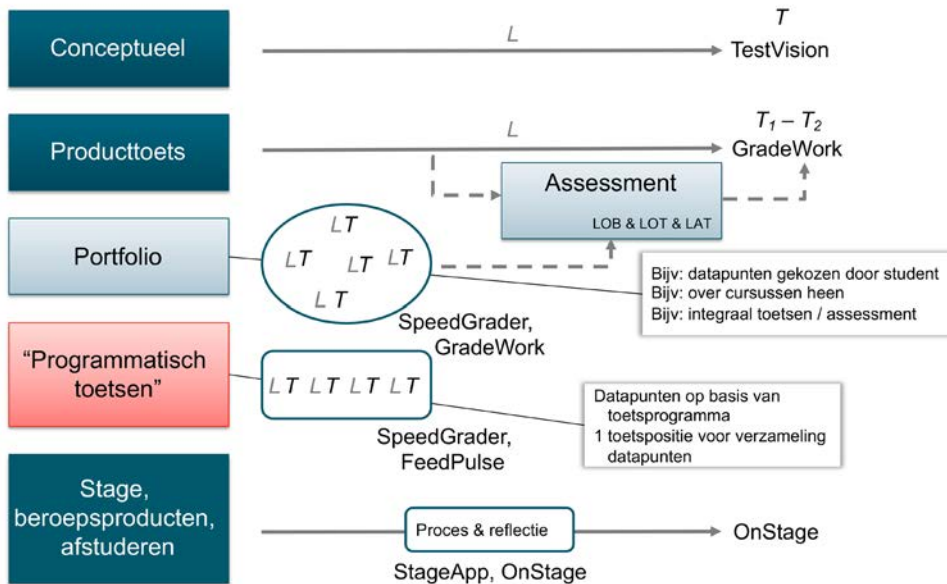 Conceptueel
L
T
TestVision
Producttoets
L
T1 – T2
GradeWork
Assessment
LOB & LOT & LAT
Portfolio
LT
LT
LT
LT
LT
SpeedGrader,
GradeWork
Bijv: datapunten gekozen door student
Bijv: over cursussen heen
Bijv: integraal toetsen / assessment
“Programmatisch
toetsen”
LT LT LT LT
SpeedGrader,
FeedPulse
Datapunten op basis van
toetsprogramma
1 toetspositie voor verzameling
datapunten
Stage,
beroepsproducten,
afstuderen
Proces & reflectie
OnStage
StageApp, OnStage